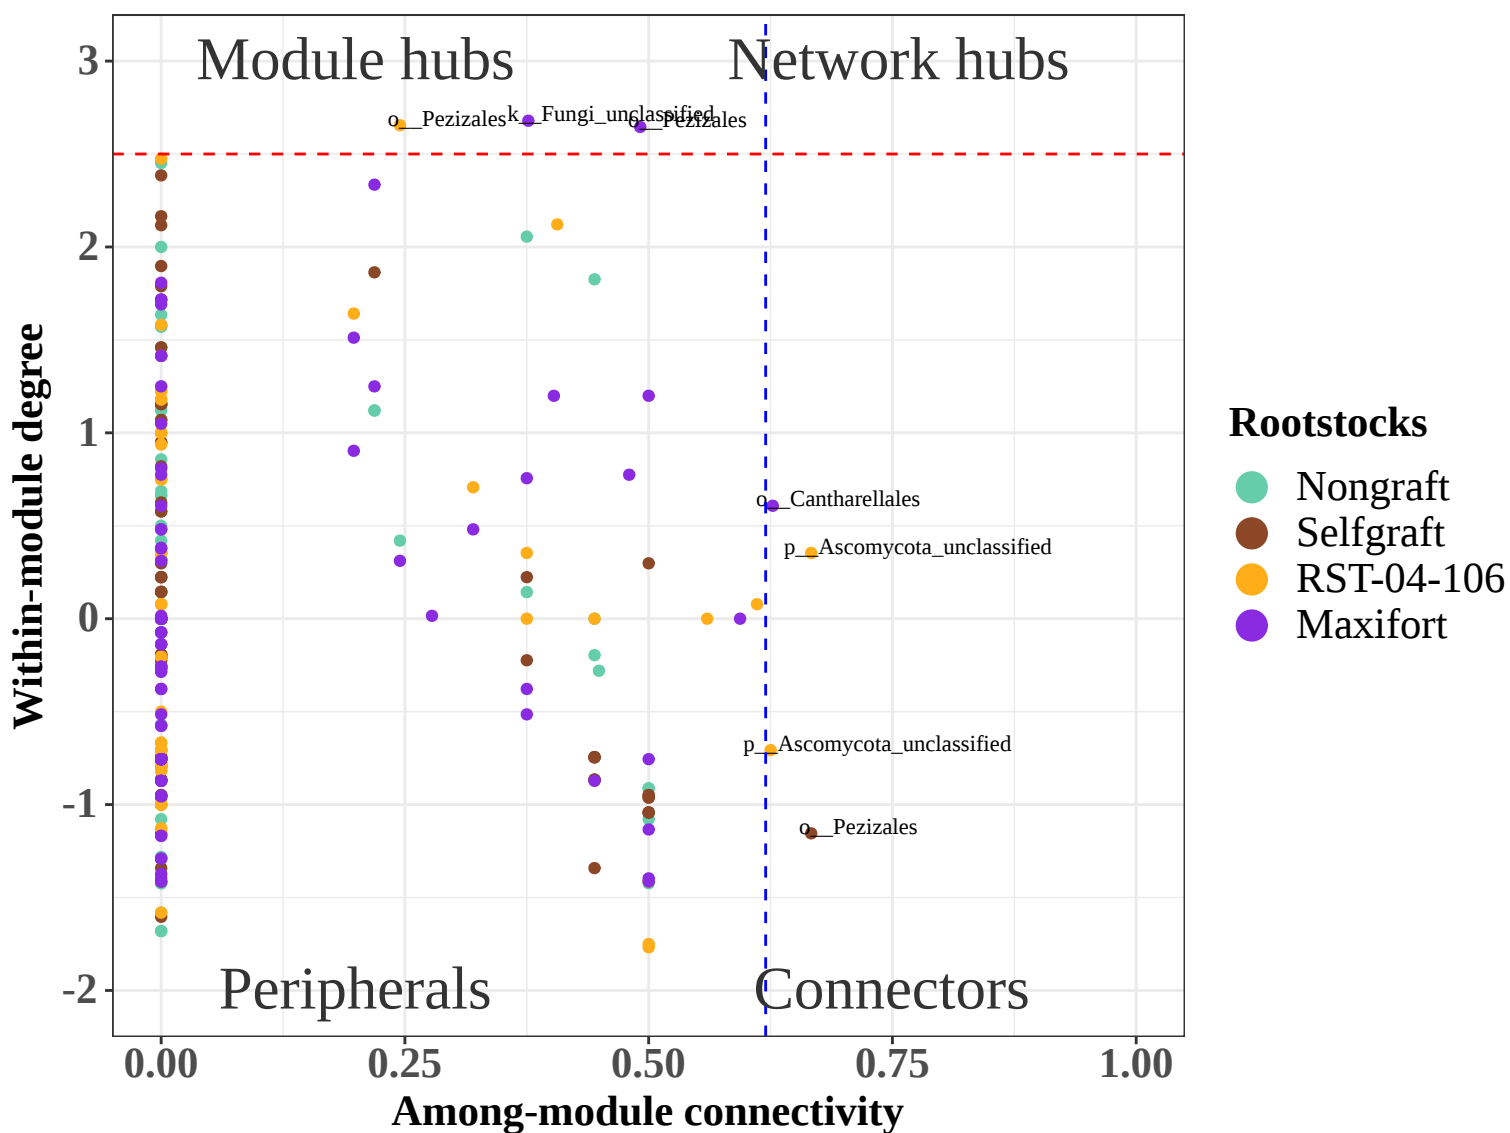 Module hubs
Network hubs
o__Pezizales
k__Fungi_unclassified
o__Pezizales
o__Cantharellales
p__Ascomycota_unclassified
p__Ascomycota_unclassified
o__Pezizales
Peripherals
Connectors
3
2
1
0
-1
-2
0.00
0.25
0.50
0.75
1.00
Within-module degree
Among-module connectivity
Rootstocks
Nongraft
Selfgraft
RST-04-106
Maxifort